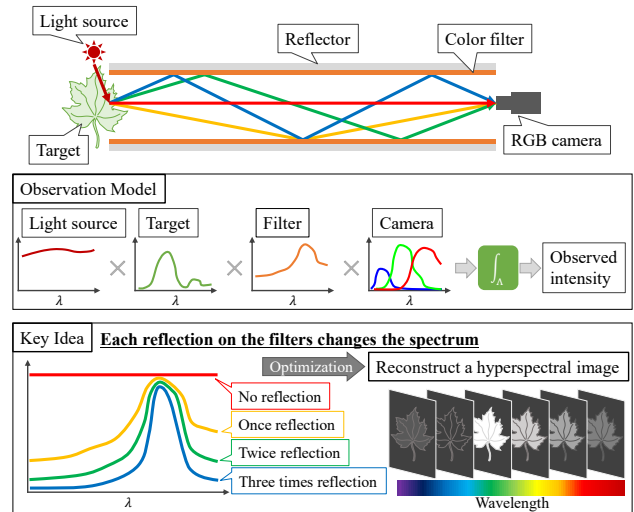 Light source
Reflector
Color filter
Target
RGB camera
Observation Model
Light source
Target
Filter
Camera
× × ×
∫Λ
Observed
intensity
λ λ λ λ
Key Idea
Each reflection on the filters changes the spectrum
Optimization
Reconstruct a hyperspectral image
No reflection
Once reflection
Twice reflection
Three times reflection
λ
Wavelength